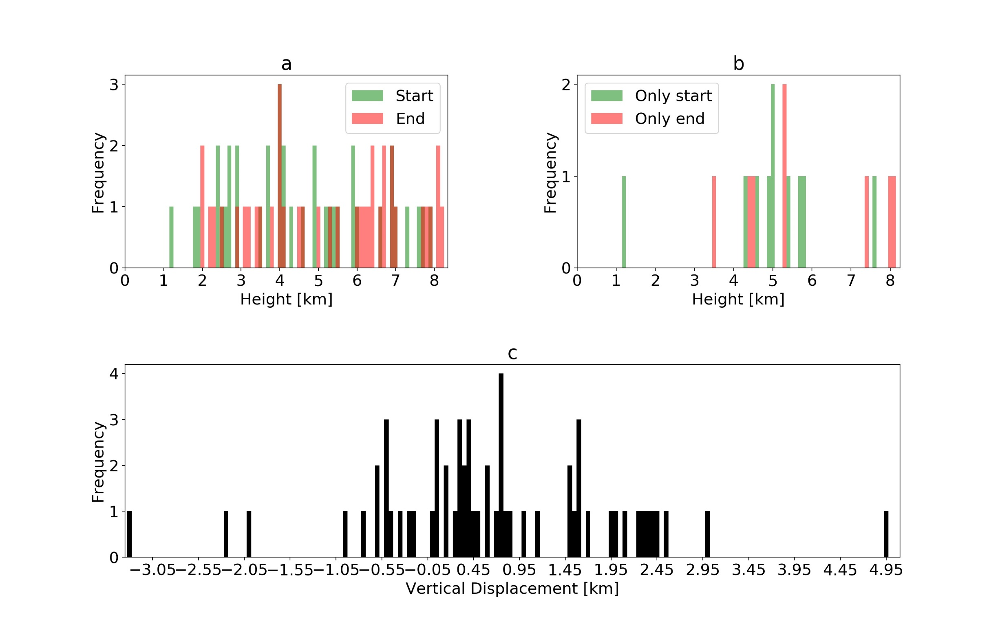 a
3
2
1
0
Frequency
Start
End
0 1 2 3 4 5 6 7 8
Height [km]
b
2
1
0
Frequency
Only start
Only end
0 1 2 3 4 5 6 7 8
Height [km]
c
4
3
2
1
0
Frequency
−3.05 −2.55 −2.05 −1.55 −1.05 −0.55 −0.05 0.45 0.95 1.45 1.95 2.45 2.95 3.45 3.95 4.45 4.95
Vertical Displacement [km]